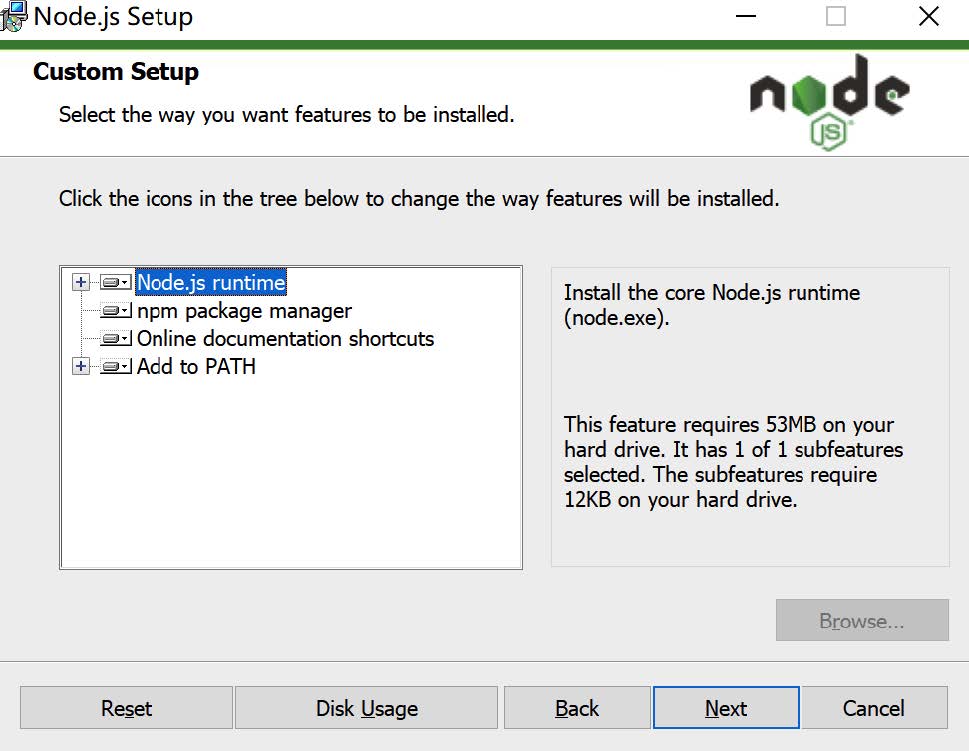 Node.js Setup
Custom Setup
Select the way you want features to be installed.
node
JS
Click the icons in the tree below to change the way features will be installed.
Node.js runtime
npm package manager
Online documentation shortcuts
Add to PATH
Install the core Node.js runtime
(node.exe).
This feature requires 53MB on your
hard drive. It has 1 of 1 subfeatures
selected. The subfeatures require
12KB on your hard drive.
Browse...
Reset
Disk Usage
Back
Next
Cancel